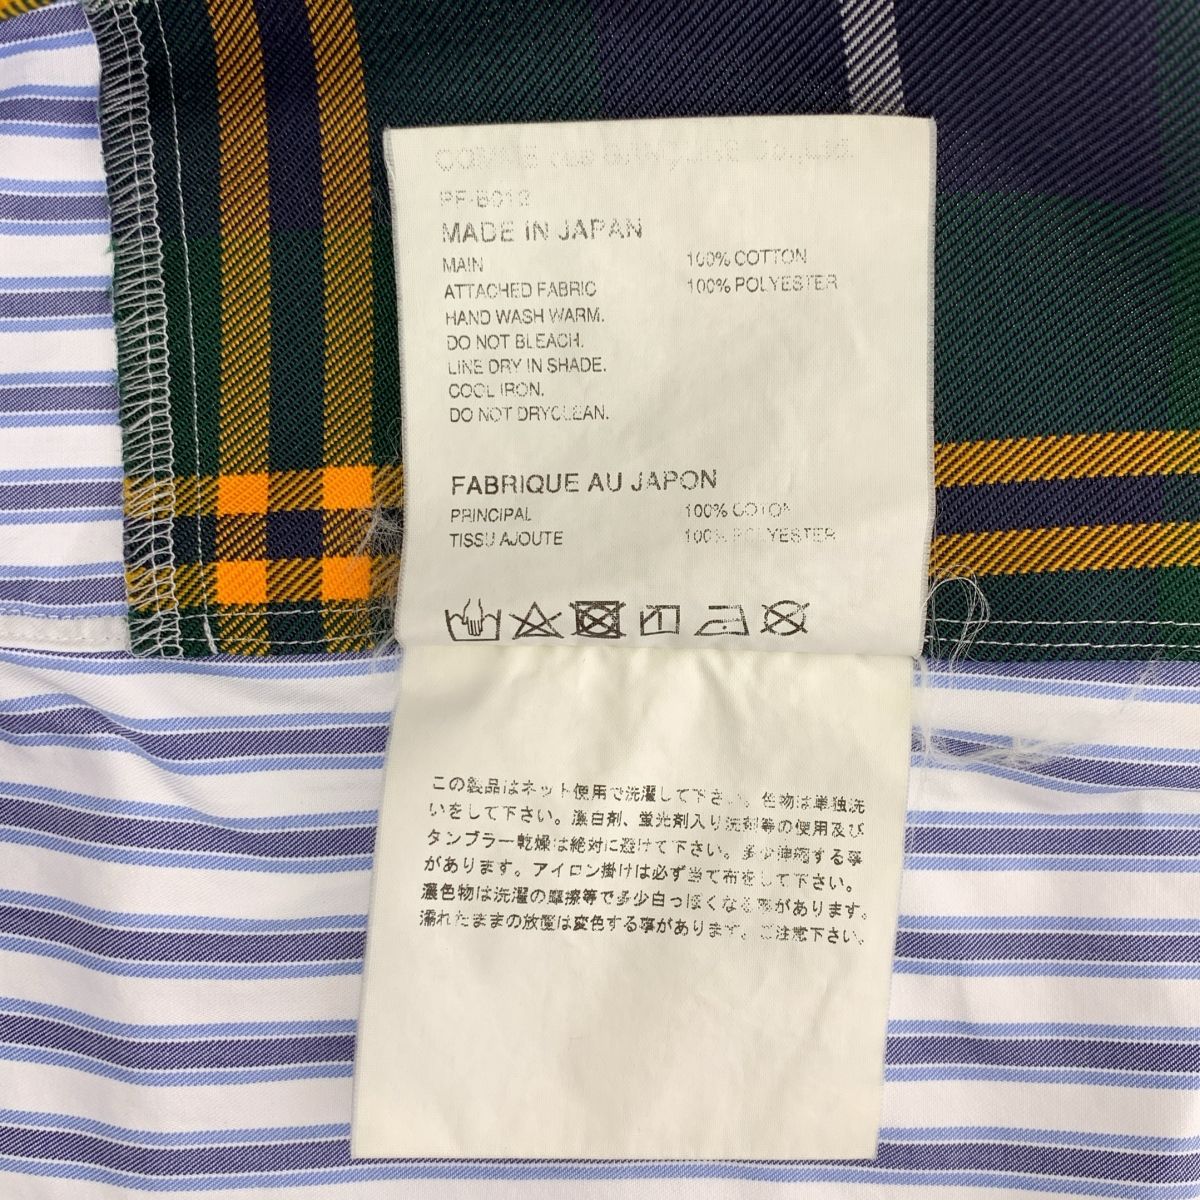 COMME des GARÇONS Co.,Ltd.
PF-B019
MADE IN JAPAN
MAIN 100% COTTON
ATTACHED FABRIC 100% POLYESTER
HAND WASH WARM.
DO NOT BLEACH.
LINE DRY IN SHADE.
COOL IRON.
DO NOT DRYCLEAN.
FABRIQUE AU JAPON
PRINCIPAL 100% COTON
TISSU AJOUTE 100% POLYESTER
この製品はネット使用で洗濯して下さい。色物は単独洗
いをして下さい。漂白剤、蛍光剤入り洗剤等の使用及び
タンブラー乾燥は絶対に避けて下さい。多少伸縮する事
があります。アイロン掛けは必ず当て布をして下さい。
濃色物は洗濯の摩擦等で多少白っぽくなる事があります。
濡れたままの放置は変色する事があります。ご注意下さい。